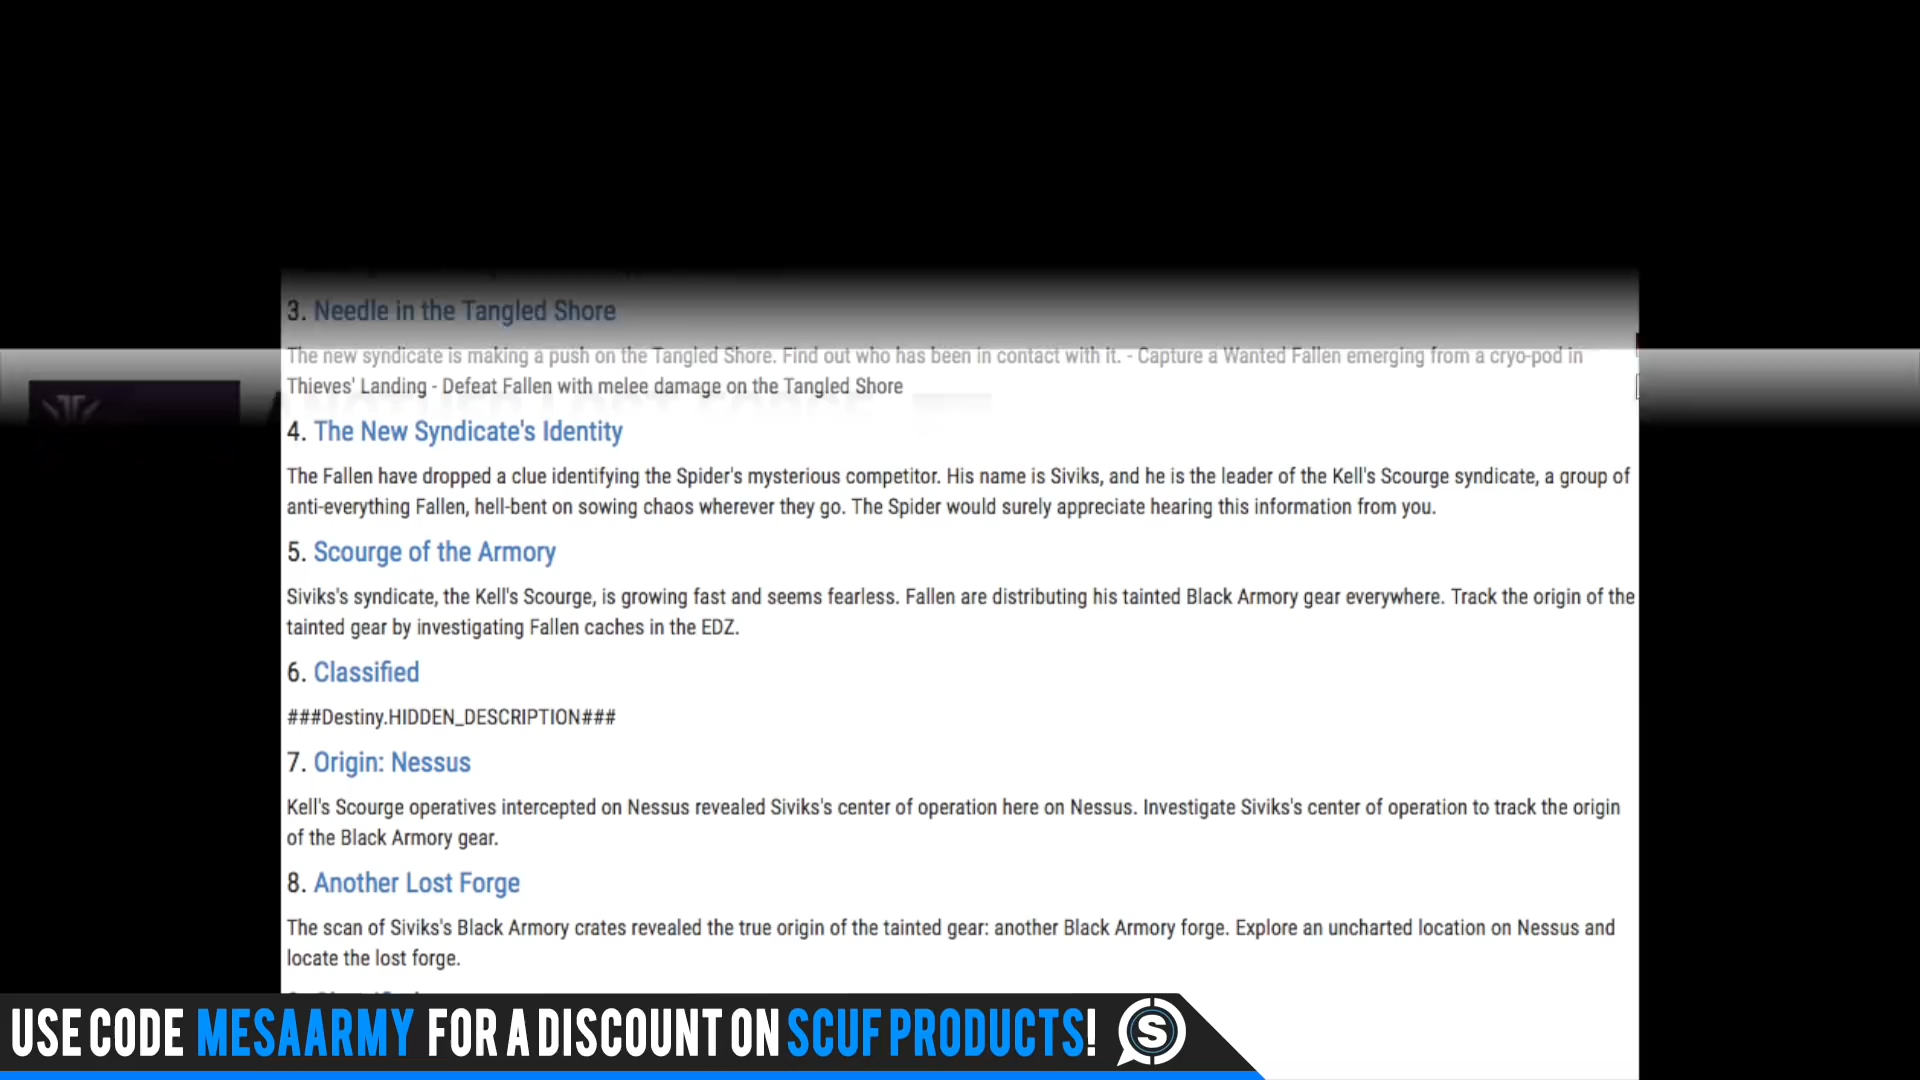 3. Needle in the Tangled Shore
The new syndicate is making a push on the Tangled Shore. Find out who has been in contact with it. - Capture a Wanted Fallen emerging from a cryo-pod in
Thieves' Landing - Defeat Fallen with melee damage on the Tangled Shore
4. The New Syndicate's Identity
The Fallen have dropped a clue identifying the Spider's mysterious competitor. His name is Siviks, and he is the leader of the Kell's Scourge syndicate, a group of
anti-everything Fallen, hell-bent on sowing chaos wherever they go. The Spider would surely appreciate hearing this information from you.
5. Scourge of the Armory
Siviks's syndicate, the Kell's Scourge, is growing fast and seems fearless. Fallen are distributing his tainted Black Armory gear everywhere. Track the origin of the
tainted gear by investigating Fallen caches in the EDZ.
6. Classified
###Destiny.HIDDEN_DESCRIPTION###
7. Origin: Nessus
Kell's Scourge operatives intercepted on Nessus revealed Siviks's center of operation here on Nessus. Investigate Siviks's center of operation to track the origin
of the Black Armory gear.
8. Another Lost Forge
The scan of Siviks's Black Armory crates revealed the true origin of the tainted gear: another Black Armory forge. Explore an uncharted location on Nessus and
locate the lost forge.
USE CODE MESAARMY FOR A DISCOUNT ON SCUF PRODUCTS!